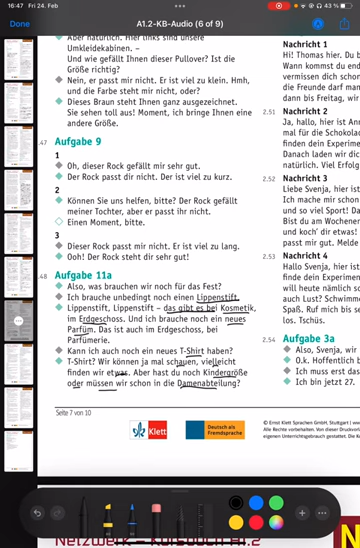 16:47 Fri 24. Feb
43 %
Done
A1.2-KB-Audio (6 of 9)
Aber natürlich. Hier links sind unsere
Umkleidekabinen. –
Und wie gefällt Ihnen dieser Pullover? Ist die
Größe richtig?
Nein, er passt mir nicht. Er ist viel zu klein. Hmh,
und die Farbe steht mir nicht, oder?
Dieses Braun steht Ihnen ganz ausgezeichnet.
Sie sehen toll aus! Moment, ich bringe Ihnen eine
andere Größe.
.47 Aufgabe 9
1
Oh, dieser Rock gefällt mir sehr gut.
Der Rock passt dir nicht. Der ist viel zu kurz.
2
Können Sie uns helfen, bitte? Der Rock gefällt
meiner Tochter, aber er passt ihr nicht.
Einen Moment, bitte.
3
Dieser Rock passt mir nicht. Er ist viel zu lang.
Ooh! Der Rock steht dir sehr gut!
.48 Aufgabe 11a
Also, was brauchen wir noch für das Fest?
Ich brauche unbedingt noch einen Lippenstift.
Lippenstift, Lippenstift – das gibt es bei Kosmetik,
im Erdgeschoss. Und ich brauche noch ein neues
Parfüm. Das ist auch im Erdgeschoss, bei
Parfümerie.
Kann ich auch noch ein neues T-Shirt haben?
T-Shirt? Wir können ja mal schauen, vielleicht
finden wir etwas. Aber hast du noch Kindergröße
oder müssen wir schon in die Damenabteilung?
Seite 7 von 10
Klett
Deutsch als
Fremdsprache
Nachricht 1
Hi! Thomas hier. Du b
Wann kommst du end
vermissen dich schon
die Freunde darf man
dann bis Freitag, wir
2.51 Nachricht 2
Ja, hallo, hier ist Ann
mal für die Schokolad
finden dein Experimen
Danach laden wir dic
natürlich. Viel Erfolg
2.52 Nachricht 3
Liebe Svenja, hier ist
Ich mache mir schon
und so viel Sport! Da
Bist du am Wochenen
und koch' dir etwas!
passt mir gut. Melde
2.53 Nachricht 4
Hallo Svenja, hier ist
finde dein Experimen
will heute nämlich sc
auch Lust? Schwimme
Spaß. Ruf mich bis se
los. Tschüs.
2.54 Aufgabe 3a
Also, Svenja, wir
O.k. Hoffentlich b
Ich muss erst das
Ich bin jetzt 27.
© Ernst Klett Sprachen GmbH, Stuttgart | www
Alle Rechte vorbehalten. Von dieser Druckvorla
eigenen Unterrichtsgebrauch gestattet. Die Ko
Netzwerk – Kursbuch A1.2
N